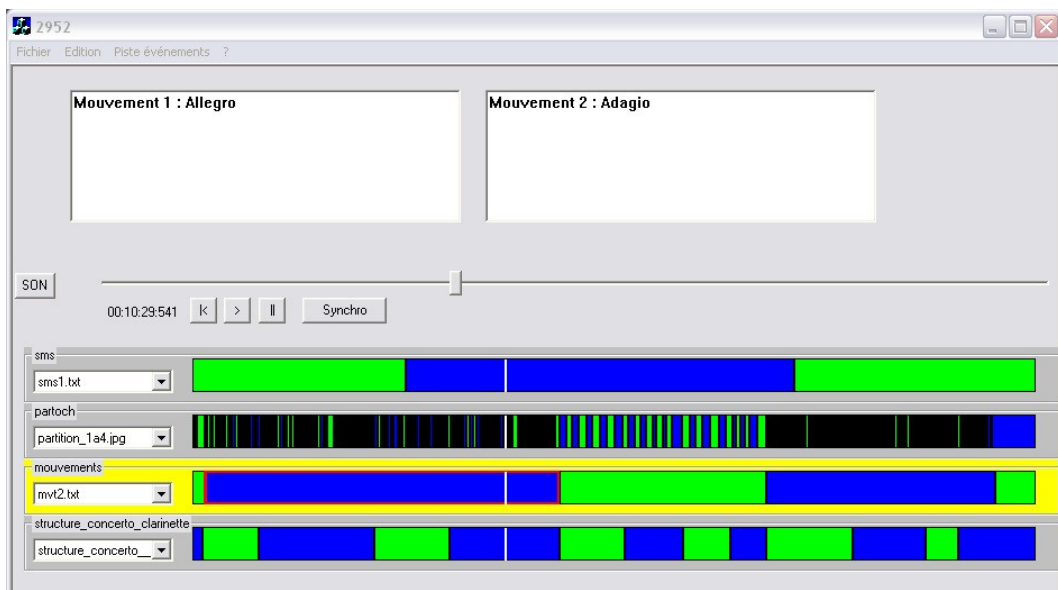 2952
Fichier Edition Piste événements ?
Mouvement 1 : Allegro
Mouvement 2 : Adagio
SON
00:10:29:541 |< > || Synchro
sms
sms1.txt
partoch
partition_1a4.jpg
mouvements
mvt2.txt
structure_concerto_clarinette
structure_concerto__